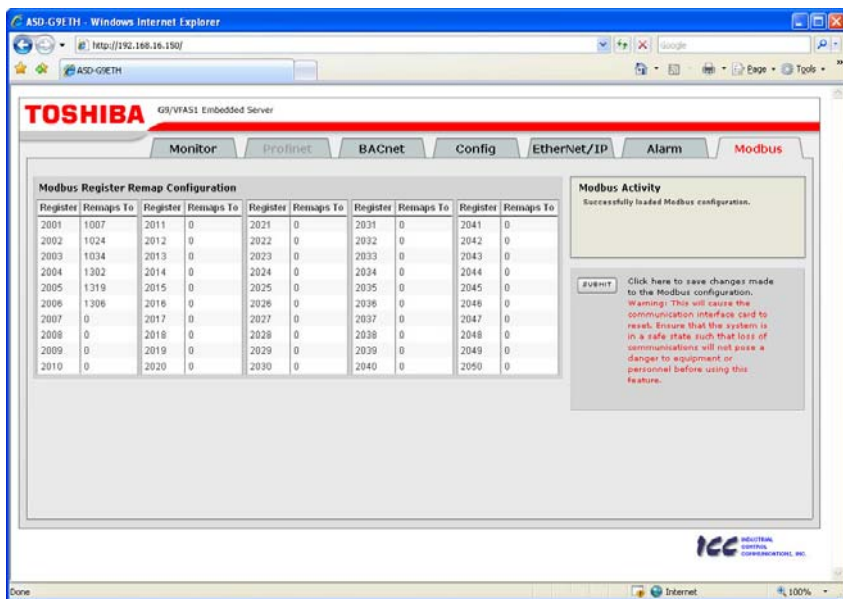 ASD-G9ETH - Windows Internet Explorer
http://192.168.16.150/
Google
ASD-G9ETH
Page Tools
TOSHIBA
G9/VFAS1 Embedded Server
Monitor Profinet BACnet Config EtherNet/IP Alarm Modbus
Modbus Register Remap Configuration
Register Remaps To Register Remaps To Register Remaps To Register Remaps To Register Remaps To
2001 1007 2011 0 2021 0 2031 0 2041 0
2002 1024 2012 0 2022 0 2032 0 2042 0
2003 1034 2013 0 2023 0 2033 0 2043 0
2004 1302 2014 0 2024 0 2034 0 2044 0
2005 1319 2015 0 2025 0 2035 0 2045 0
2006 1306 2016 0 2026 0 2036 0 2046 0
2007 0 2017 0 2027 0 2037 0 2047 0
2008 0 2018 0 2028 0 2038 0 2048 0
2009 0 2019 0 2029 0 2039 0 2049 0
2010 0 2020 0 2030 0 2040 0 2050 0
Modbus Activity
Successfully loaded Modbus configuration.
SUBMIT
Click here to save changes made
to the Modbus configuration.
Warning: This will cause the
communication interface card to
reset. Ensure that the system is
in a safe state such that loss of
communications will not pose a
danger to equipment or
personnel before using this
feature.
ICC
INDUSTRIAL
CONTROL
COMMUNICATIONS, INC.
Done
Internet
100%